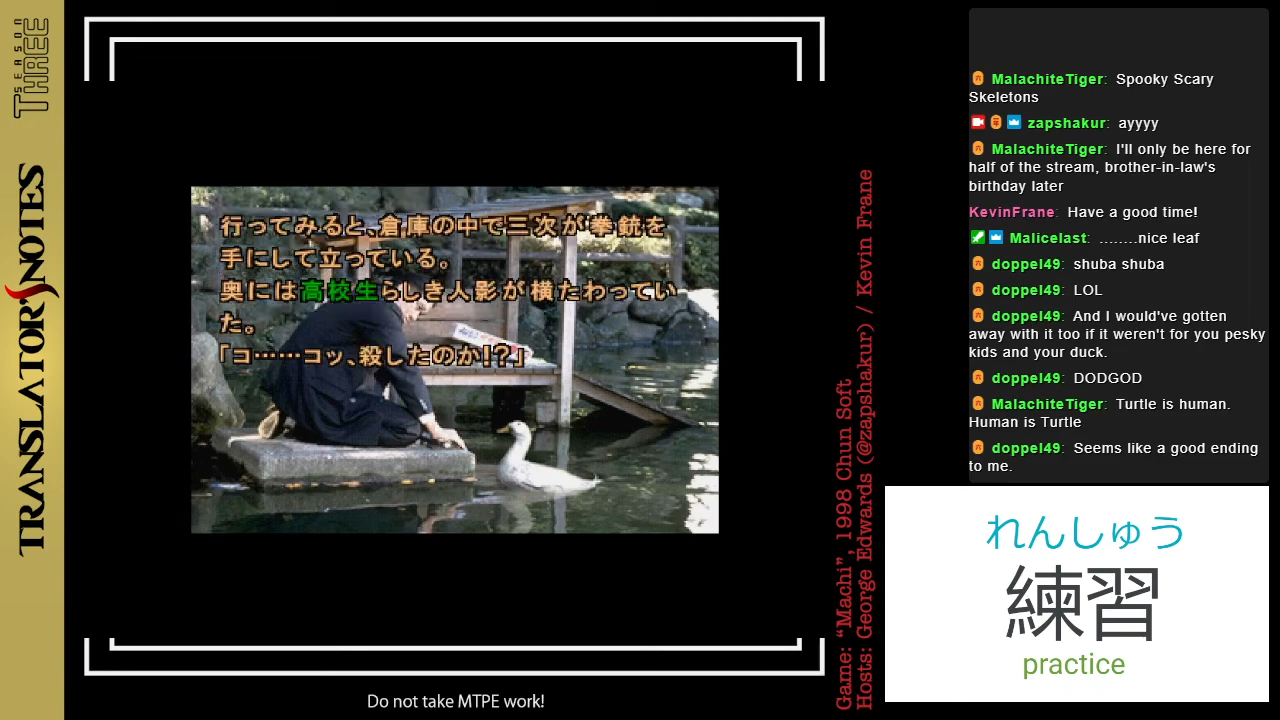 SEASON
THREE
TRANSLATOR'S NOTES
行ってみると、倉庫の中で三次が拳銃を
手にして立っている。
奥には高校生らしき人影が横たわってい
た。
「コ……コッ、殺したのか!?」
Do not take MTPE work!
Game: “Machi”, 1998 Chun Soft
Hosts: George Edwards (@zapshakur) / Kevin Frane
MalachiteTiger: Spooky Scary
Skeletons
zapshakur: ayyyy
MalachiteTiger: I'll only be here for
half of the stream, brother-in-law's
birthday later
KevinFrane: Have a good time!
Malicelast: .......nice leaf
doppel49: shuba shuba
doppel49: LOL
doppel49: And I would've gotten
away with it too if it weren't for you pesky
kids and your duck.
doppel49: DODGOD
MalachiteTiger: Turtle is human.
Human is Turtle
doppel49: Seems like a good ending
to me.
れんしゅう
練習
practice